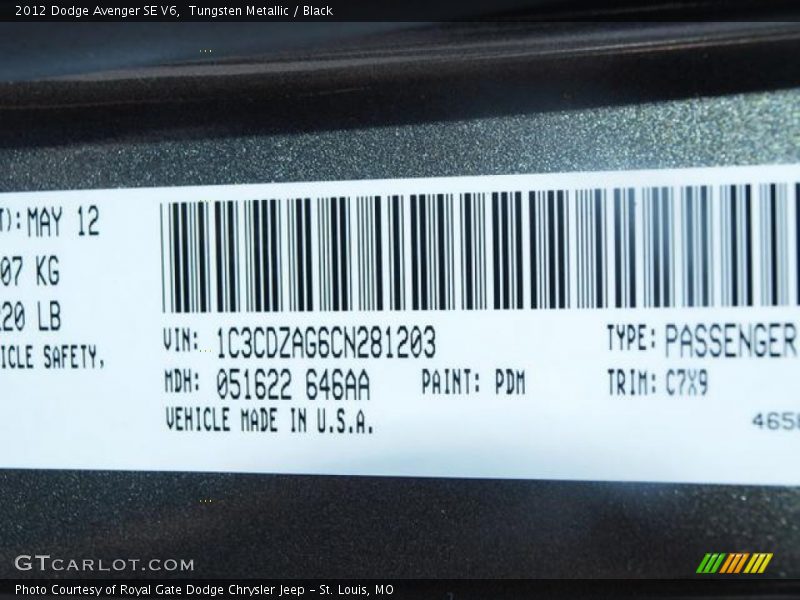 2012 Dodge Avenger SE V6, Tungsten Metallic / Black
T): MAY 12
07 KG
20 LB
ICLE SAFETY,
VIN: 1C3CDZAG6CN281203
TYPE: PASSENGER
MDH: 051622 646AA
PAINT: PDM
TRIM: C7X9
VEHICLE MADE IN U.S.A.
465
GTCARLOT.COM
Photo Courtesy of Royal Gate Dodge Chrysler Jeep - St. Louis, MO